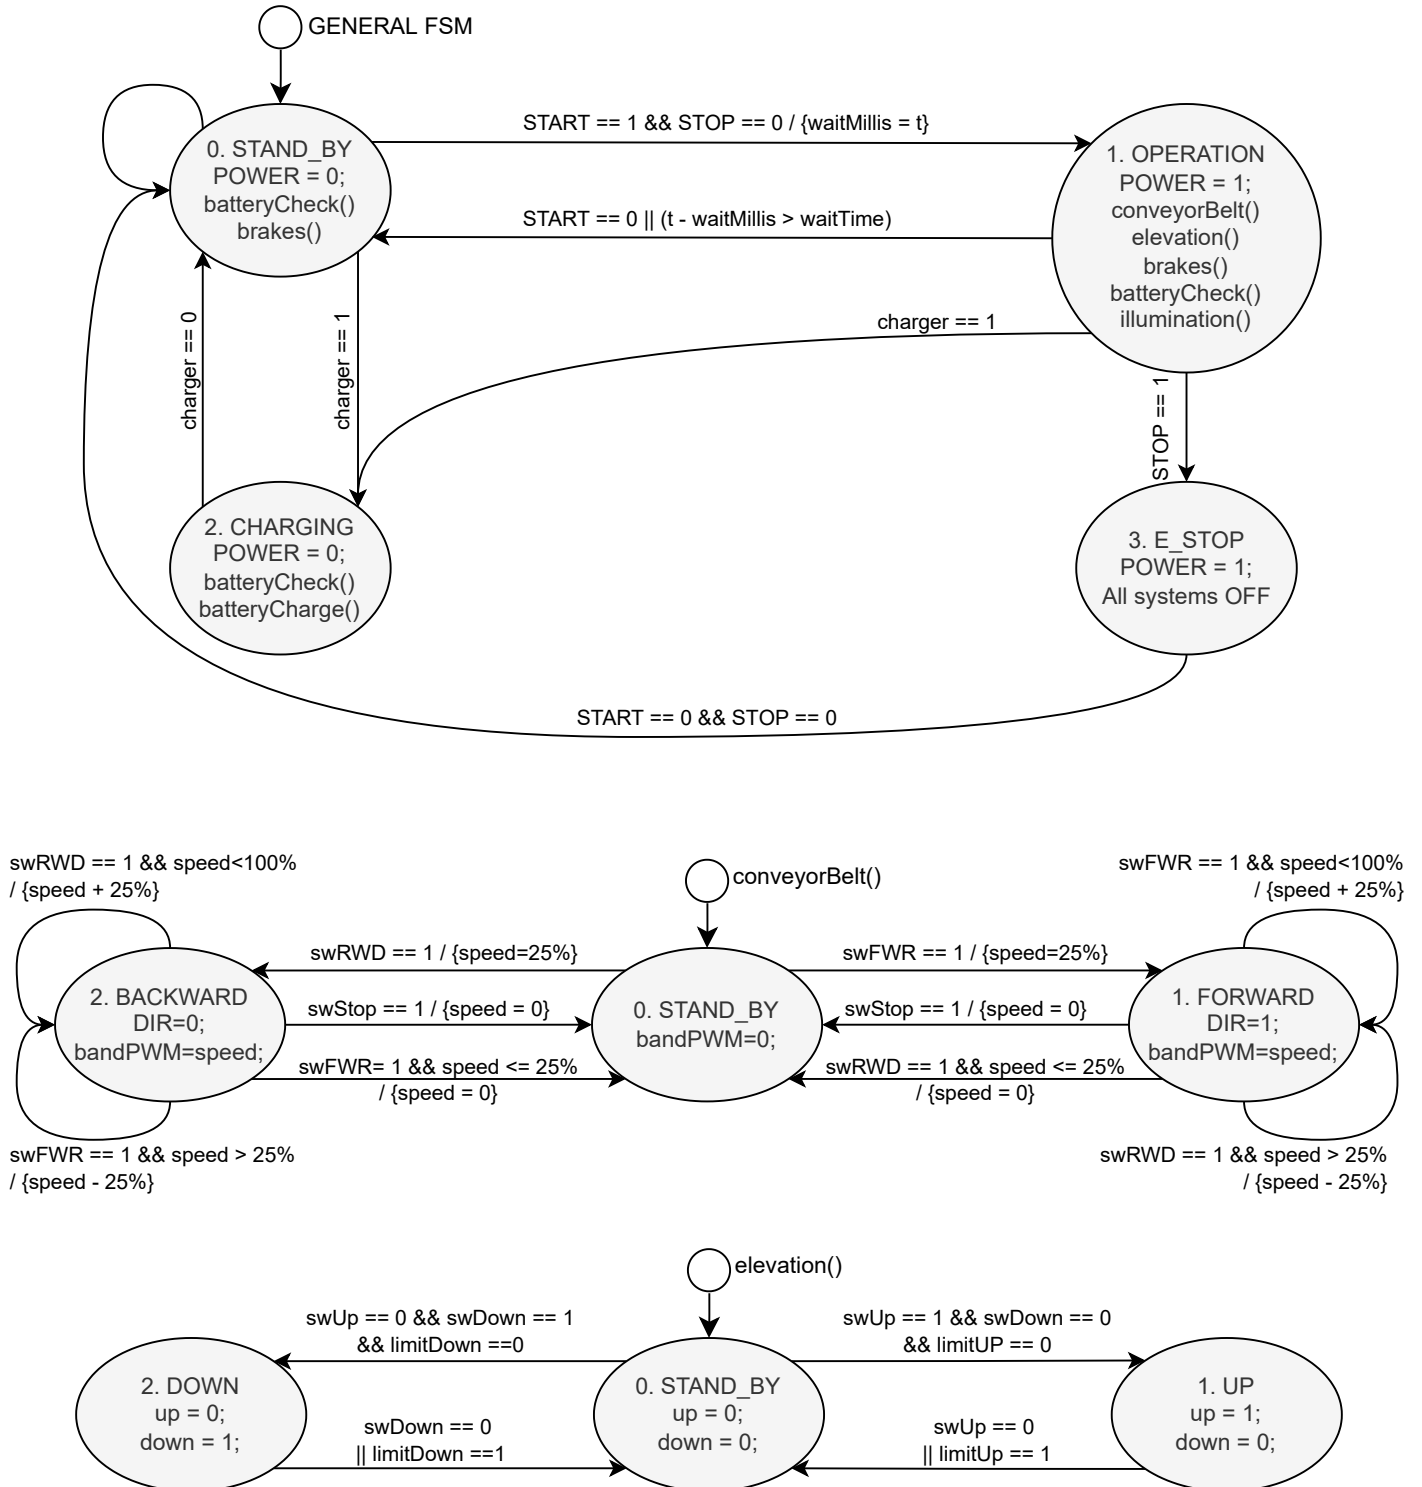 GENERAL FSM
START == 1 && STOP == 0 / {waitMillis = t}
0. STAND_BY
POWER = 0;
batteryCheck()
brakes()
1. OPERATION
POWER = 1;
conveyorBelt()
elevation()
brakes()
batteryCheck()
illumination()
START == 0 || (t - waitMillis > waitTime)
charger == 1
charger == 0
charger == 1
STOP == 1
2. CHARGING
POWER = 0;
batteryCheck()
batteryCharge()
3. E_STOP
POWER = 1;
All systems OFF
START == 0 && STOP == 0
swRWD == 1 && speed<100%
/ {speed + 25%}
conveyorBelt()
swFWR == 1 && speed<100%
/ {speed + 25%}
swRWD == 1 / {speed=25%}
swFWR == 1 / {speed=25%}
2. BACKWARD
DIR=0;
bandPWM=speed;
swStop == 1 / {speed = 0}
0. STAND_BY
bandPWM=0;
swStop == 1 / {speed = 0}
1. FORWARD
DIR=1;
bandPWM=speed;
swFWR= 1 && speed <= 25%
/ {speed = 0}
swRWD == 1 && speed <= 25%
/ {speed = 0}
swFWR == 1 && speed > 25%
/ {speed - 25%}
swRWD == 1 && speed > 25%
/ {speed - 25%}
elevation()
swUp == 0 && swDown == 1
&& limitDown ==0
swUp == 1 && swDown == 0
&& limitUP == 0
2. DOWN
up = 0;
down = 1;
swDown == 0
|| limitDown ==1
0. STAND_BY
up = 0;
down = 0;
swUp == 0
|| limitUp == 1
1. UP
up = 1;
down = 0;